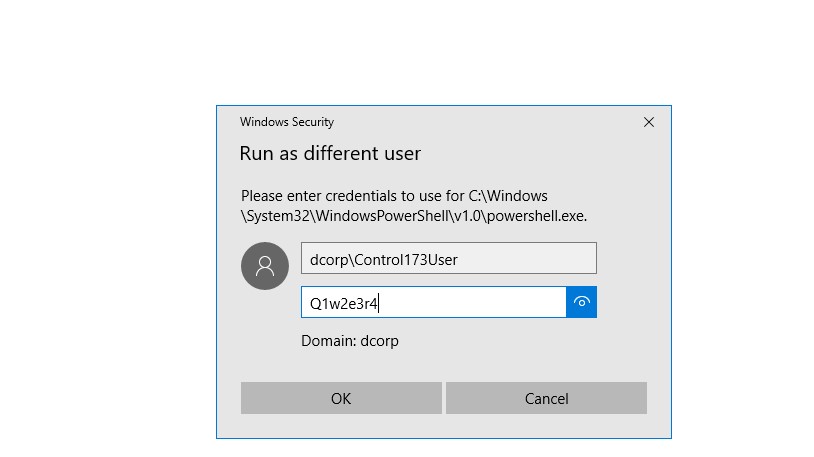 Windows Security
Run as different user
Please enter credentials to use for C:\Windows
\System32\WindowsPowerShell\v1.0\powershell.exe.
dcorp\Control173User
Q1w2e3r4
Domain: dcorp
OK
Cancel